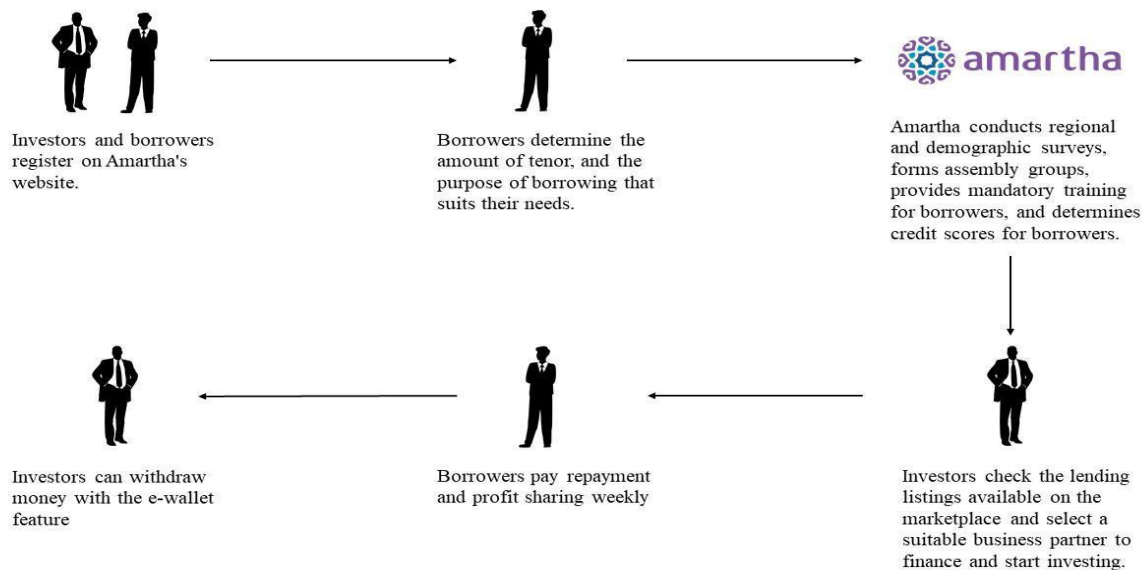 Investors and borrowers
register on Amartha's
website.
Borrowers determine the
amount of tenor, and the
purpose of borrowing that
suits their needs.
amartha
Amartha conducts regional
and demographic surveys,
forms assembly groups,
provides mandatory training
for borrowers, and determines
credit scores for borrowers.
Investors check the lending
listings available on the
marketplace and select a
suitable business partner to
finance and start investing.
Borrowers pay repayment
and profit sharing weekly
Investors can withdraw
money with the e-wallet
feature